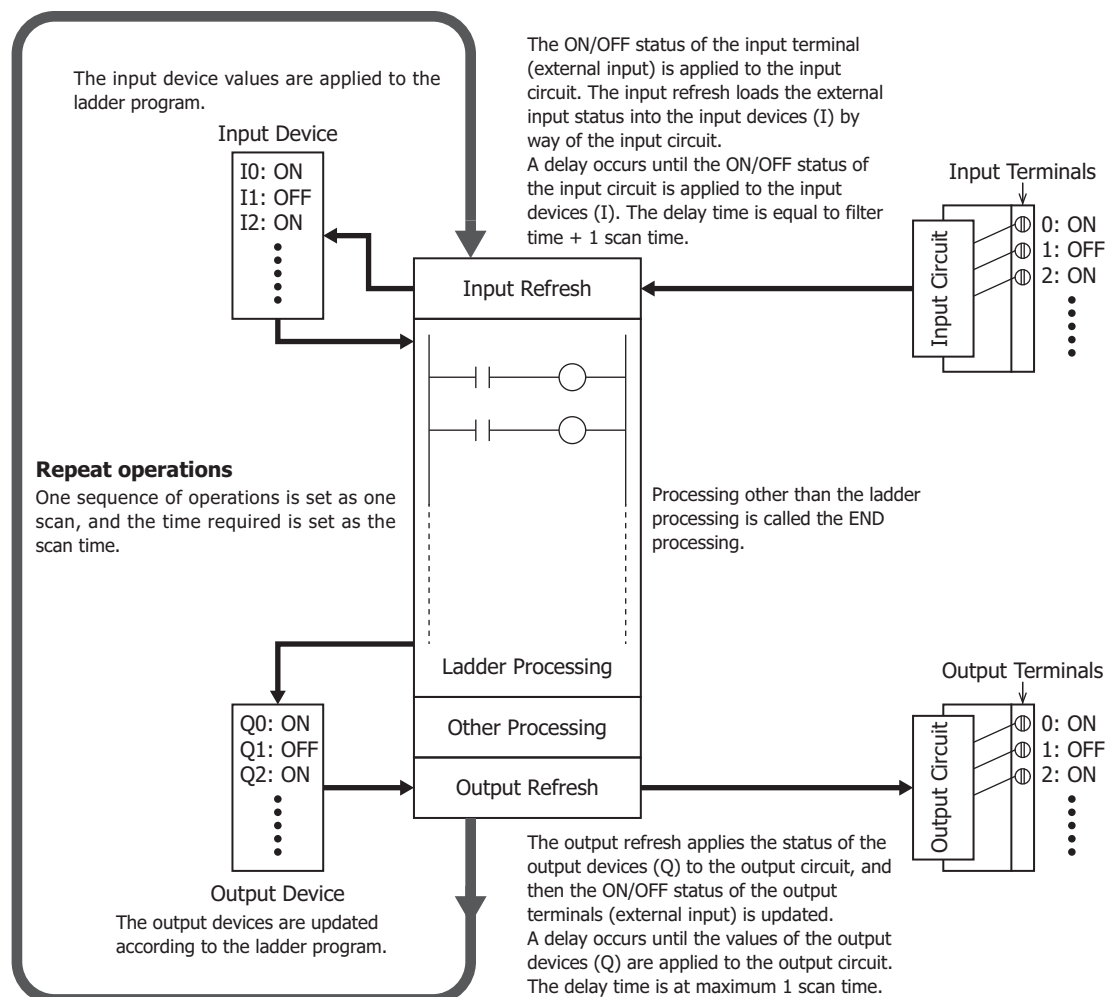 The input device values are applied to the
ladder program.
Input Device
I0: ON
I1: OFF
I2: ON
The ON/OFF status of the input terminal
(external input) is applied to the input
circuit. The input refresh loads the external
input status into the input devices (I) by
way of the input circuit.
A delay occurs until the ON/OFF status of
the input circuit is applied to the input
devices (I). The delay time is equal to filter
time + 1 scan time.
Input Terminals
Input Circuit
0: ON
1: OFF
2: ON
Input Refresh
Repeat operations
One sequence of operations is set as one
scan, and the time required is set as the
scan time.
Processing other than the ladder
processing is called the END
processing.
Ladder Processing
Other Processing
Output Refresh
Q0: ON
Q1: OFF
Q2: ON
Output Device
The output devices are updated
according to the ladder program.
Output Terminals
Output Circuit
0: ON
1: OFF
2: ON
The output refresh applies the status of the
output devices (Q) to the output circuit, and
then the ON/OFF status of the output
terminals (external input) is updated.
A delay occurs until the values of the output
devices (Q) are applied to the output circuit.
The delay time is at maximum 1 scan time.